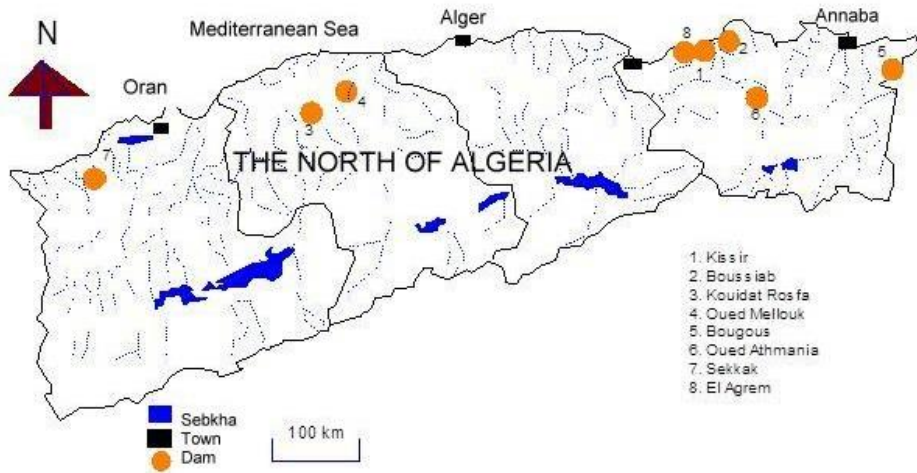 Mediterranean Sea
Alger
Annaba
N
8
2
5
1
Oran
4
6
3
THE NORTH OF ALGERIA
7
1. Kissir
2. Boussiab
3. Kouidat Rosfa
4. Oued Mellouk
5. Bougous
6. Oued Athmania
7. Sekkak
8. El Agrem
Sebkha
Town
Dam
100 km